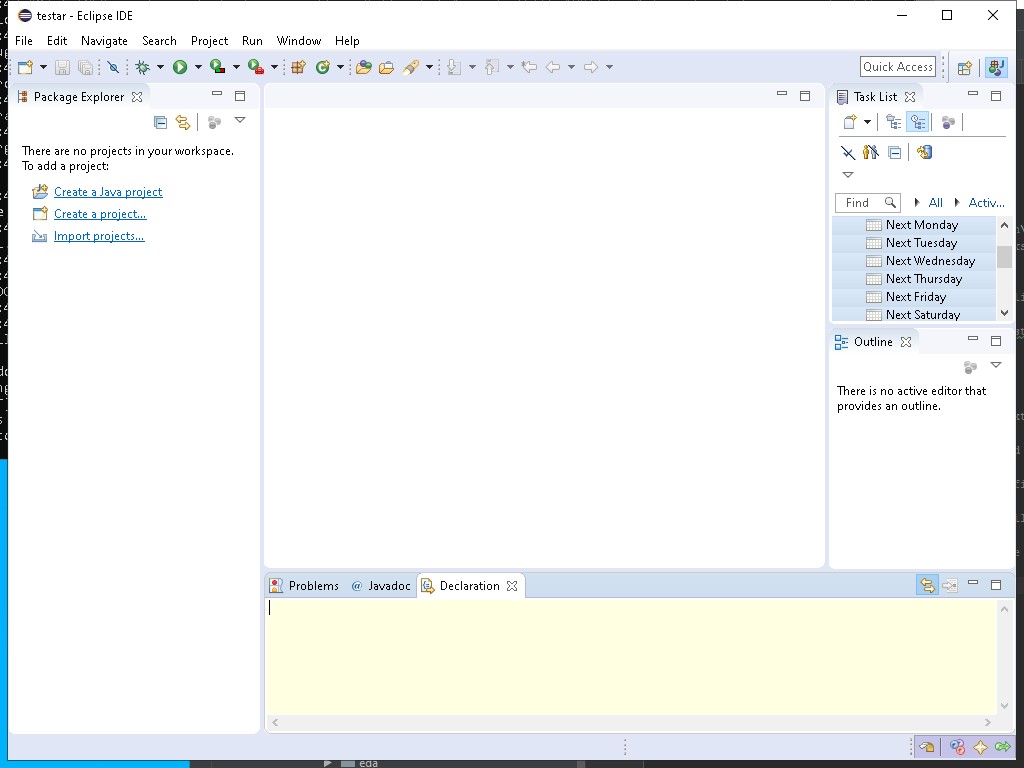 testar - Eclipse IDE
File Edit Navigate Search Project Run Window Help
Quick Access
Package Explorer
There are no projects in your workspace.
To add a project:
Create a Java project
Create a project...
Import projects...
Task List
Find
All
Activ...
Next Monday
Next Tuesday
Next Wednesday
Next Thursday
Next Friday
Next Saturday
Outline
There is no active editor that
provides an outline.
Problems
@ Javadoc
Declaration
eda